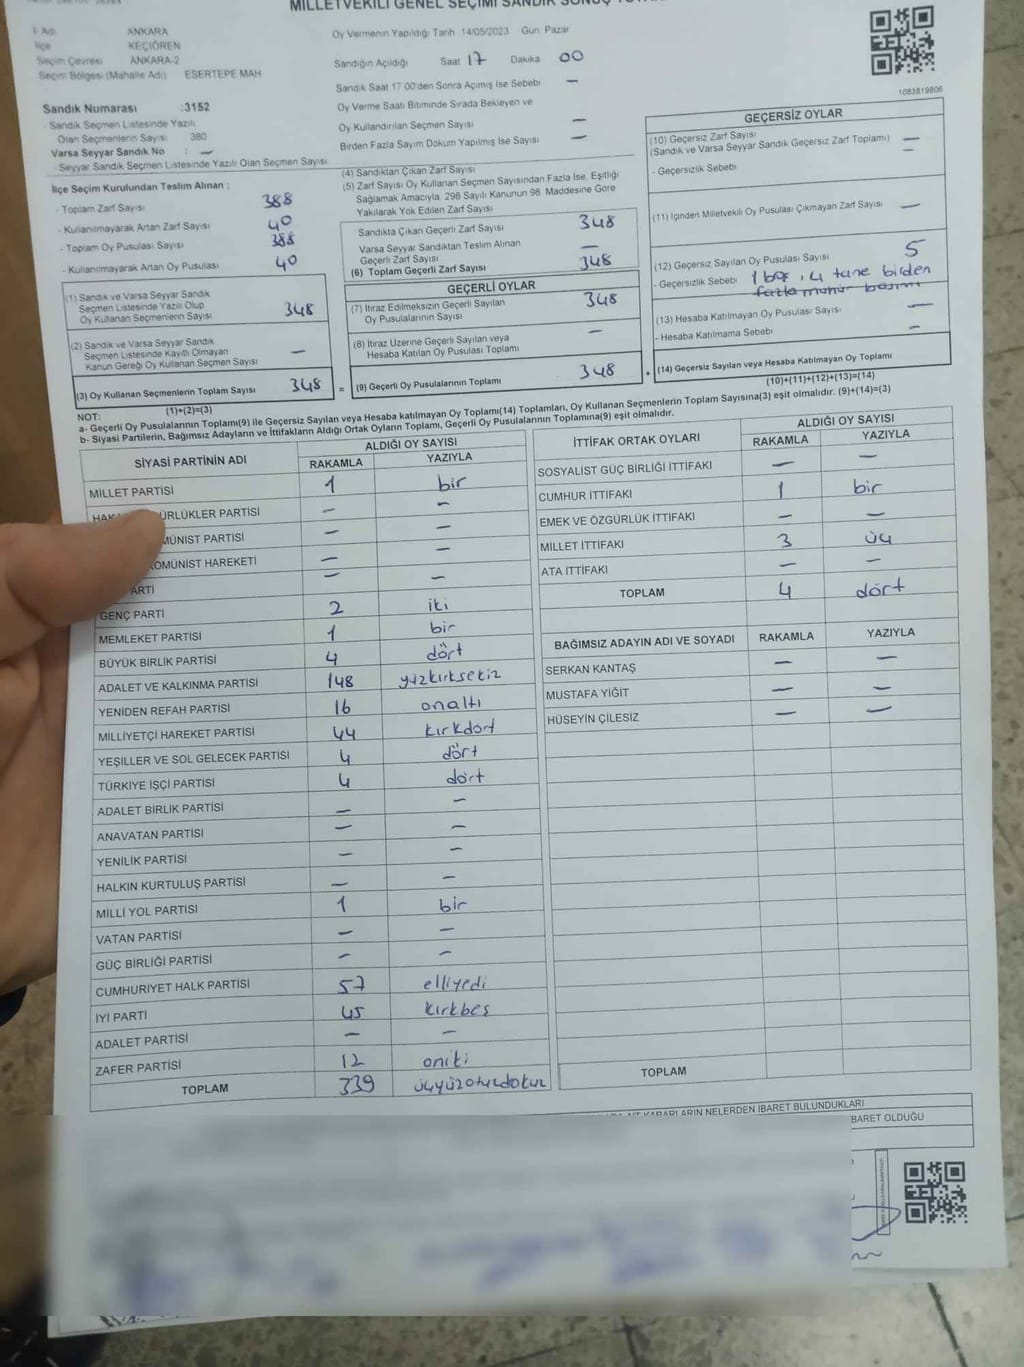 MİLLETVEKİLİ GENEL SEÇİMİ SANDIK SONUÇ
İl Adı ANKARA
İlçe KEÇİÖREN
Seçim Çevresi ANKARA-2
Seçim Bölgesi (Mahalle Adı) ESERTEPE MAH
Oy Vermenin Yapıldığı Tarih 14/05/2023 Gün. Pazar
Sandığın Açıldığı Saat 17 Dakika 00
Sandık Saat 17:00'den Sonra Açımış İse Sebebi –
Oy Verme Saati Bitiminde Sırada Bekleyen ve
Oy Kullandırılan Seçmen Sayısı –
Birden Fazla Sayım Döküm Yapılmış İse Sayısı –
1083819806
Sandık Numarası :3152
- Sandık Seçmen Listesinde Yazılı
Olan Seçmenlerin Sayısı 380
Varsa Seyyar Sandık No : –
- Seyyar Sandık Seçmen Listesinde Yazılı Olan Seçmen Sayısı
İlçe Seçim Kurulundan Teslim Alınan :
- Toplam Zarf Sayısı 388
- Kullanılmayarak Artan Zarf Sayısı 40
- Toplam Oy Pusulası Sayısı 388
- Kullanılmayarak Artan Oy Pusulası 40
(1) Sandık ve Varsa Seyyar Sandık
Seçmen Listesinde Yazılı Olup
Oy Kullanan Seçmenlerin Sayısı 348
(2) Sandık ve Varsa Seyyar Sandık
Seçmen Listesinde Kayıtlı Olmayan
Kanun Gereği Oy Kullanan Seçmen Sayısı –
(3) Oy Kullanan Seçmenlerin Toplam Sayısı 348
(1)+(2)=(3)
(4) Sandıktan Çıkan Zarf Sayısı
(5) Zarf Sayısı Oy Kullanan Seçmen Sayısından Fazla İse, Eşitliği
Sağlamak Amacıyla, 298 Sayılı Kanunun 98. Maddesine Göre
Yakılarak Yok Edilen Zarf Sayısı
Sandıkta Çıkan Geçerli Zarf Sayısı 348
Varsa Seyyar Sandıktan Teslim Alınan
Geçerli Zarf Sayısı –
(6) Toplam Geçerli Zarf Sayısı 348
GEÇERLİ OYLAR
(7) İtiraz Edilmeksizin Geçerli Sayılan
Oy Pusulalarının Sayısı 348
(8) İtiraz Üzerine Geçerli Sayılan veya
Hesaba Katılan Oy Pusulası Toplamı –
= (9) Geçerli Oy Pusulalarının Toplamı 348
GEÇERSİZ OYLAR
(10) Geçersiz Zarf Sayısı –
(Sandık ve Varsa Seyyar Sandık Geçersiz Zarf Toplamı) –
- Geçersizlik Sebebi
(11) İçinden Milletvekili Oy Pusulası Çıkmayan Zarf Sayısı –
(12) Geçersiz Sayılan Oy Pusulası Sayısı 5
- Geçersizlik Sebebi 1 boş, 4 tane birden
fazla mühür basımı
(13) Hesaba Katılmayan Oy Pusulası Sayısı –
- Hesaba Katılmama Sebebi –
+ (14) Geçersiz Sayılan veya Hesaba Katılmayan Oy Toplamı
(10)+(11)+(12)+(13)=(14)
NOT:
a- Geçerli Oy Pusulalarının Toplamı(9) ile Geçersiz Sayılan veya Hesaba katılmayan Oy Toplamı(14) Toplamları, Oy Kullanan Seçmenlerin Toplam Sayısına(3) eşit olmalıdır. (9)+(14)=(3)
b- Siyasi Partilerin, Bağımsız Adayların ve İttifakların Aldığı Ortak Oyların Toplamı, Geçerli Oy Pusulalarının Toplamına(9) eşit olmalıdır.
SİYASİ PARTİNİN ADI ALDIĞI OY SAYISI
RAKAMLA YAZIYLA
MİLLET PARTİSİ 1 bir
HAK ÜRLÜKLER PARTİSİ – –
MÜNİST PARTİSİ – –
OMÜNİST HAREKETİ – –
ARTİ – –
GENÇ PARTİ 2 iki
MEMLEKET PARTİSİ 1 bir
BÜYÜK BİRLİK PARTİSİ 4 dört
ADALET VE KALKINMA PARTİSİ 148 yüzkırksekiz
YENİDEN REFAH PARTİSİ 16 onaltı
MİLLİYETÇİ HAREKET PARTİSİ 44 kırkdört
YEŞİLLER VE SOL GELECEK PARTİSİ 4 dört
TÜRKİYE İŞÇİ PARTİSİ 4 dört
ADALET BİRLİK PARTİSİ – –
ANAVATAN PARTİSİ – –
YENİLİK PARTİSİ – –
HALKIN KURTULUŞ PARTİSİ – –
MİLLİ YOL PARTİSİ 1 bir
VATAN PARTİSİ – –
GÜÇ BİRLİĞİ PARTİSİ – –
CUMHURİYET HALK PARTİSİ 57 elliyedi
İYİ PARTİ 45 kırkbeş
ADALET PARTİSİ – –
ZAFER PARTİSİ 12 oniki
TOPLAM 339 üçyüzotuzdokuz
İTTİFAK ORTAK OYLARI ALDIĞI OY SAYISI
RAKAMLA YAZIYLA
SOSYALİST GÜÇ BİRLİĞİ İTTİFAKI – –
CUMHUR İTTİFAKI 1 bir
EMEK VE ÖZGÜRLÜK İTTİFAKI – –
MİLLET İTTİFAKI 3 üç
ATA İTTİFAKI – –
TOPLAM 4 dört
BAĞIMSIZ ADAYIN ADI VE SOYADI RAKAMLA YAZIYLA
SERKAN KANTAŞ – –
MUSTAFA YİĞİT – –
HÜSEYİN ÇİLESİZ – –
TOPLAM
KARARLARIN NELERDEN İBARET BULUNDUKLARI
BARET OLDUĞU